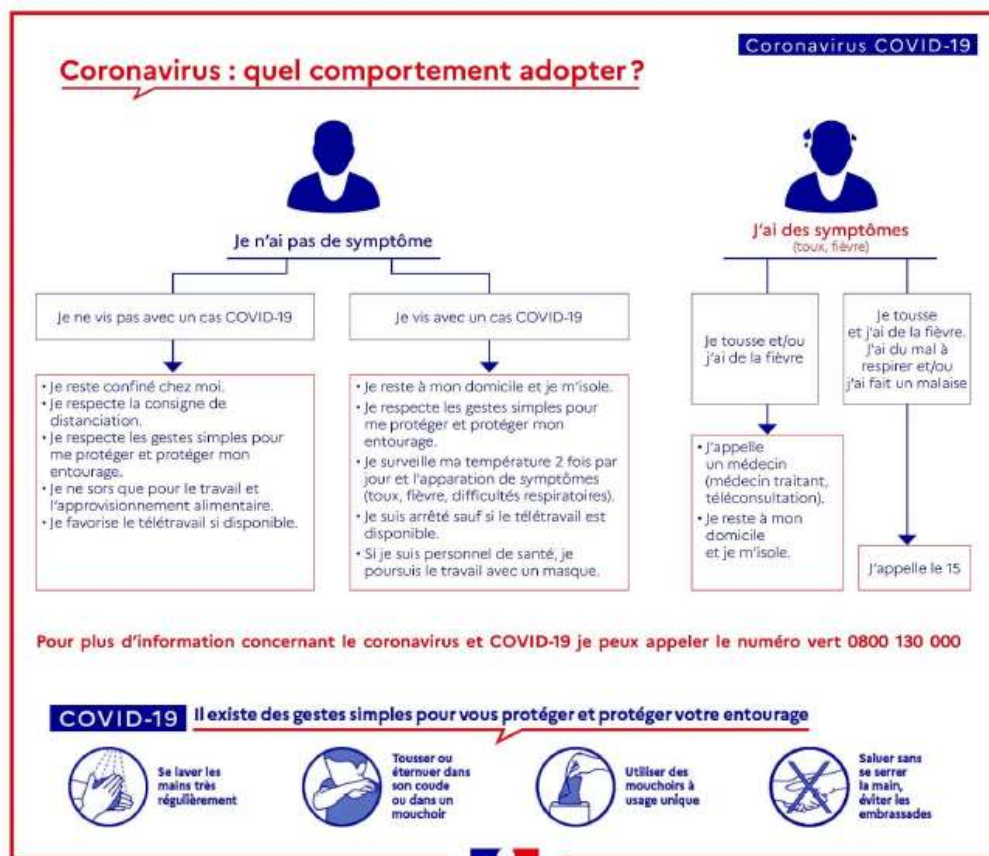 Coronavirus COVID-19
Coronavirus : quel comportement adopter ?
Je n'ai pas de symptôme
Je ne vis pas avec un cas COVID-19
• Je reste confiné chez moi.
• Je respecte la consigne de
distanciation.
• Je respecte les gestes simples pour
me protéger et protéger mon
entourage.
• Je ne sors que pour le travail et
l'approvisionnement alimentaire.
• Je favorise le télétravail si disponible.
Je vis avec un cas COVID-19
• Je reste à mon domicile et je m'isole.
• Je respecte les gestes simples pour
me protéger et protéger mon
entourage.
• Je surveille ma température 2 fois par
jour et l'apparation de symptômes
(toux, fièvre, difficultés respiratoires).
• Je suis arrêté sauf si le télétravail est
disponible.
• Si je suis personnel de santé, je
poursuis le travail avec un masque.
J'ai des symptômes
(toux, fièvre)
Je tousse et/ou
j'ai de la fièvre
• J'appelle
un médecin
(médecin traitant,
téléconsultation).
• Je reste à mon
domicile
et je m'isole.
Je tousse
et j'ai de la fièvre.
J'ai du mal à
respirer et/ou
j'ai fait un malaise
J'appelle le 15
Pour plus d'information concernant le coronavirus et COVID-19 je peux appeler le numéro vert 0800 130 000
COVID-19 Il existe des gestes simples pour vous protéger et protéger votre entourage
Se laver les
mains très
régulièrement
Tousser ou
éternuer dans
son coude
ou dans un
mouchoir
Utiliser des
mouchoirs à
usage unique
Saluer sans
se serrer
la main,
éviter les
embrassades